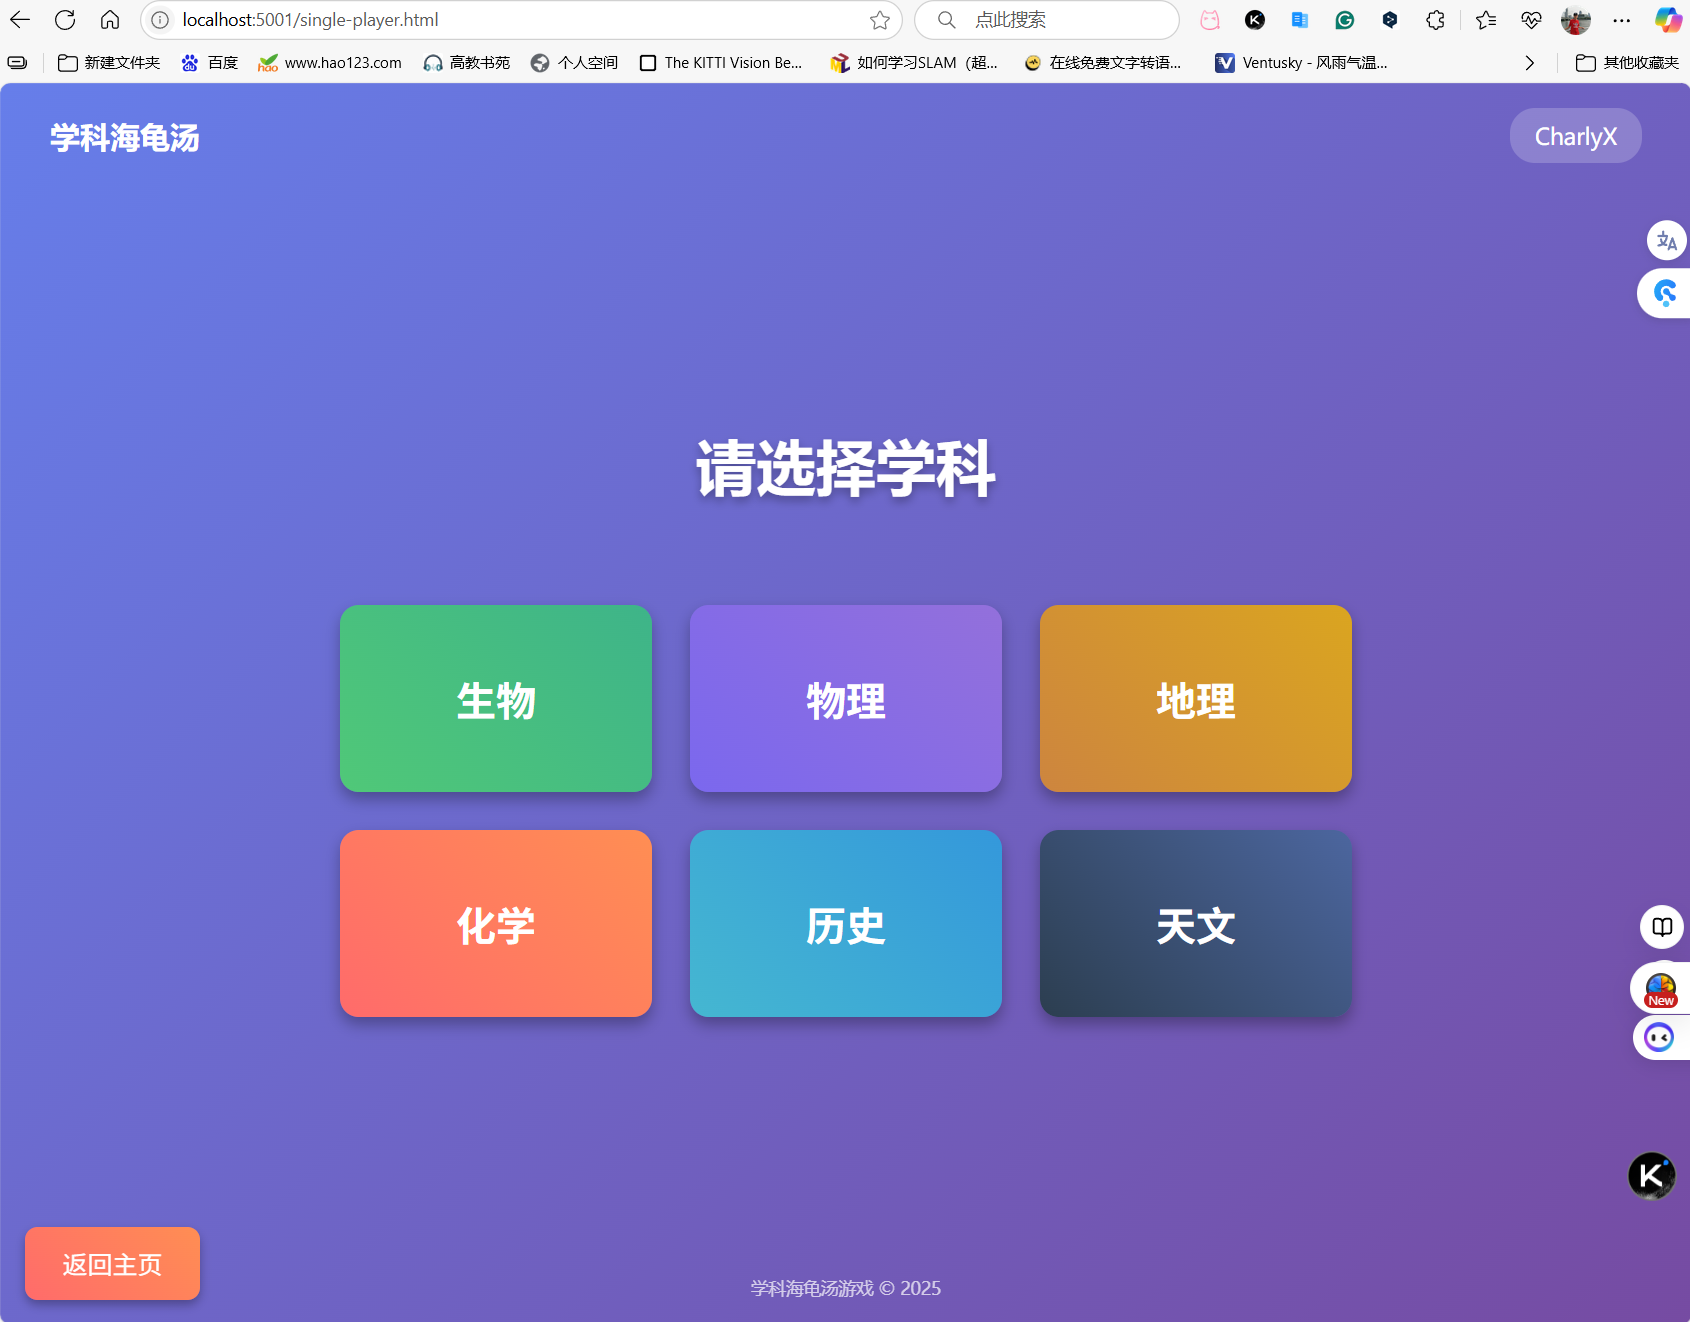 localhost:5001/single-player.html
点此搜索
新建文件夹
百度
www.hao123.com
高教书苑
个人空间
The KITTI Vision Be...
如何学习SLAM（超...
在线免费文字转语...
Ventusky - 风雨气温...
其他收藏夹
学科海龟汤
CharlyX
请选择学科
生物
物理
地理
化学
历史
天文
New
K
返回主页
学科海龟汤游戏 © 2025